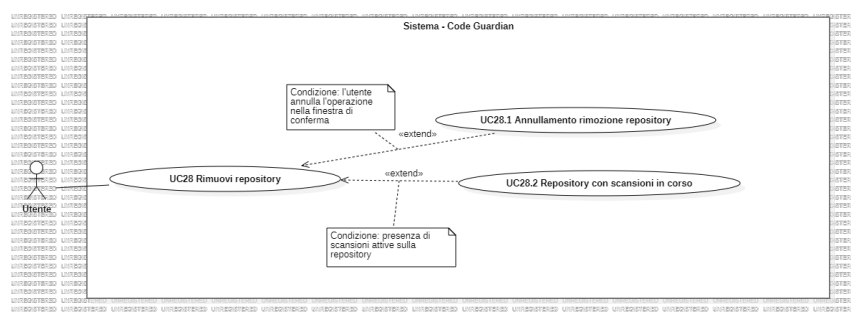 Sistema - Code Guardian
Condizione: l'utente
annulla l'operazione
nella finestra di
conferma
UC28.1 Annullamento rimozione repository
«extend»
«extend»
UC28 Rimuovi repository
UC28.2 Repository con scansioni in corso
Utente
Condizione: presenza di
scansioni attive sulla
repository